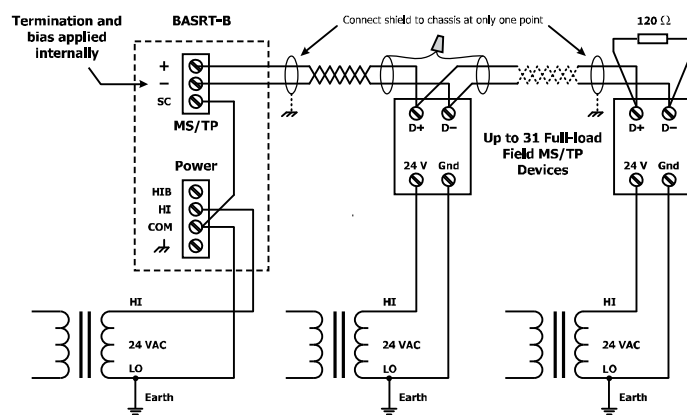 Termination and
bias applied
internally
BASRT-B
Connect shield to chassis at only one point
120 Ω
+
−
SC
MS/TP
D+ D−
Up to 31 Full-load
Field MS/TP
Devices
D+ D−
Power
24 V Gnd
24 V Gnd
HIB
HI
COM
HI
HI
HI
24 VAC
24 VAC
24 VAC
LO
LO
LO
Earth
Earth
Earth